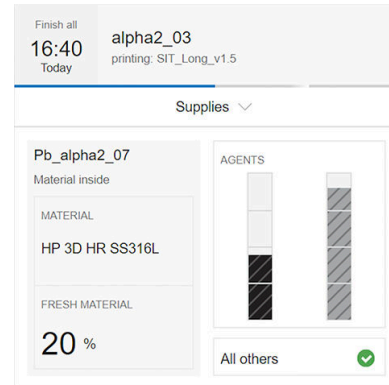 Finish all
16:40
Today
alpha2_03
printing: SIT_Long_v1.5
Supplies
Pb_alpha2_07
Material inside
MATERIAL
HP 3D HR SS316L
FRESH MATERIAL
20 %
AGENTS
All others